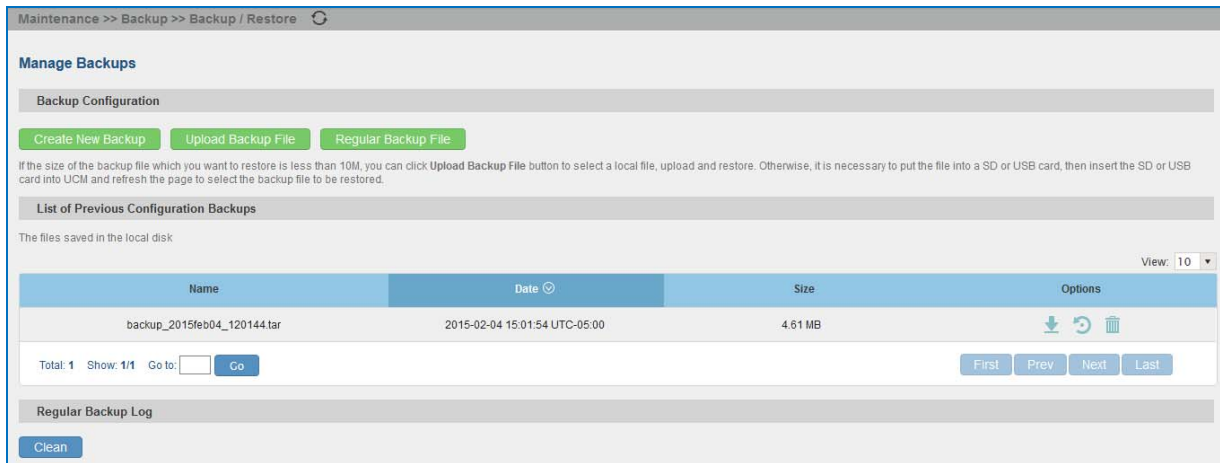 Maintenance >> Backup >> Backup / Restore
Manage Backups
Backup Configuration
Create New Backup Upload Backup File Regular Backup File
If the size of the backup file which you want to restore is less than 10M, you can click Upload Backup File button to select a local file, upload and restore. Otherwise, it is necessary to put the file into a SD or USB card, then insert the SD or USB
card into UCM and refresh the page to select the backup file to be restored.
List of Previous Configuration Backups
The files saved in the local disk
View: 10
Name Date Size Options
backup_2015feb04_120144.tar 2015-02-04 15:01:54 UTC-05:00 4.61 MB
Total: 1 Show: 1/1 Go to: Go First Prev Next Last
Regular Backup Log
Clean